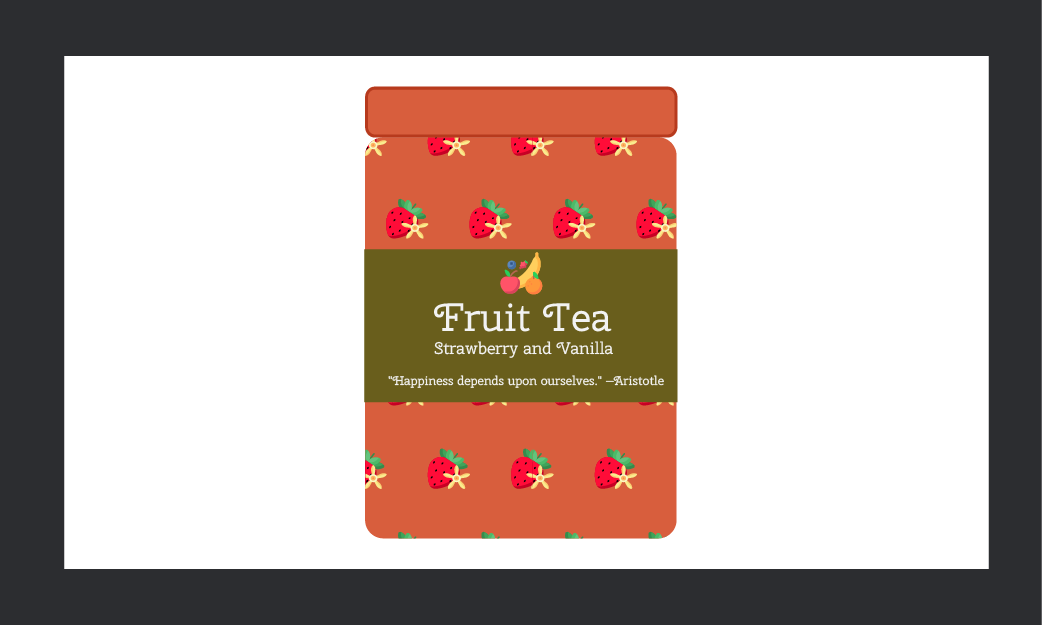 Fruit Tea
Strawberry and Vanilla
"Happiness depends upon ourselves." —Aristotle